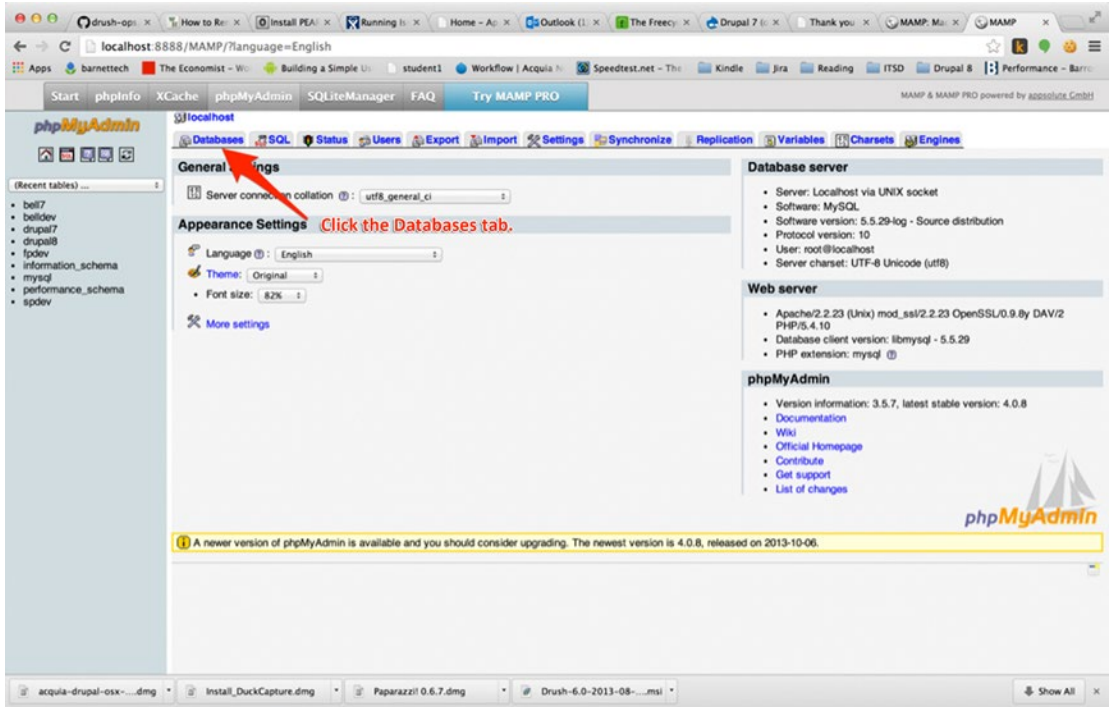 drush-ops
How to Ren
Install PEA
Running
Home - Ac
Outlook (1
The Freecy
Drupal 7 (c
Thank you
MAMP: Mac
MAMP
localhost:8888/MAMP/?language=English
Apps
barnettech
The Economist - Wo
Building a Simple
student1
Workflow | Acquia
Speedtest.net - The
Kindle
Jira
Reading
ITSD
Drupal 8
Performance - Barro
Start
phpInfo
XCache
phpMyAdmin
SQLiteManager
FAQ
Try MAMP PRO
MAMP & MAMP PRO powered by appsolute GmbH
phpMyAdmin
(Recent tables) ...
bell7
belldev
drupal7
drupal8
fpdev
information_schema
mysql
performance_schema
spdev
localhost
Databases
SQL
Status
Users
Export
Import
Settings
Synchronize
Replication
Variables
Charsets
Engines
General ings
Server connection collation : utf8_general_ci
Appearance Settings
Click the Databases tab.
Language : English
Theme: Original
Font size: 82%
More settings
Database server
Server: Localhost via UNIX socket
Software: MySQL
Software version: 5.5.29-log - Source distribution
Protocol version: 10
User: root@localhost
Server charset: UTF-8 Unicode (utf8)
Web server
Apache/2.2.23 (Unix) mod_ssl/2.2.23 OpenSSL/0.9.8y DAV/2
PHP/5.4.10
Database client version: libmysql - 5.5.29
PHP extension: mysql
phpMyAdmin
Version information: 3.5.7, latest stable version: 4.0.8
Documentation
Wiki
Official Homepage
Contribute
Get support
List of changes
phpMyAdmin
A newer version of phpMyAdmin is available and you should consider upgrading. The newest version is 4.0.8, released on 2013-10-06.
acquia-drupal-osx-....dmg
Install_DuckCapture.dmg
Paparazzi! 0.6.7.dmg
Drush-6.0-2013-08-....msi
Show All